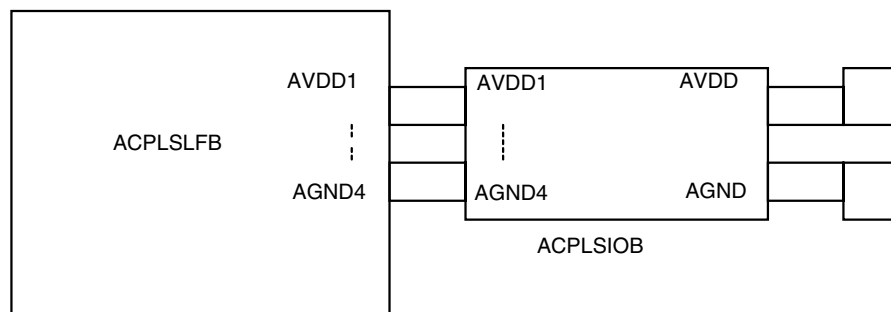 AVDD1 AVDD1 AVDD
ACPLSLFB
AGND4 AGND4 AGND
ACPLSIOB